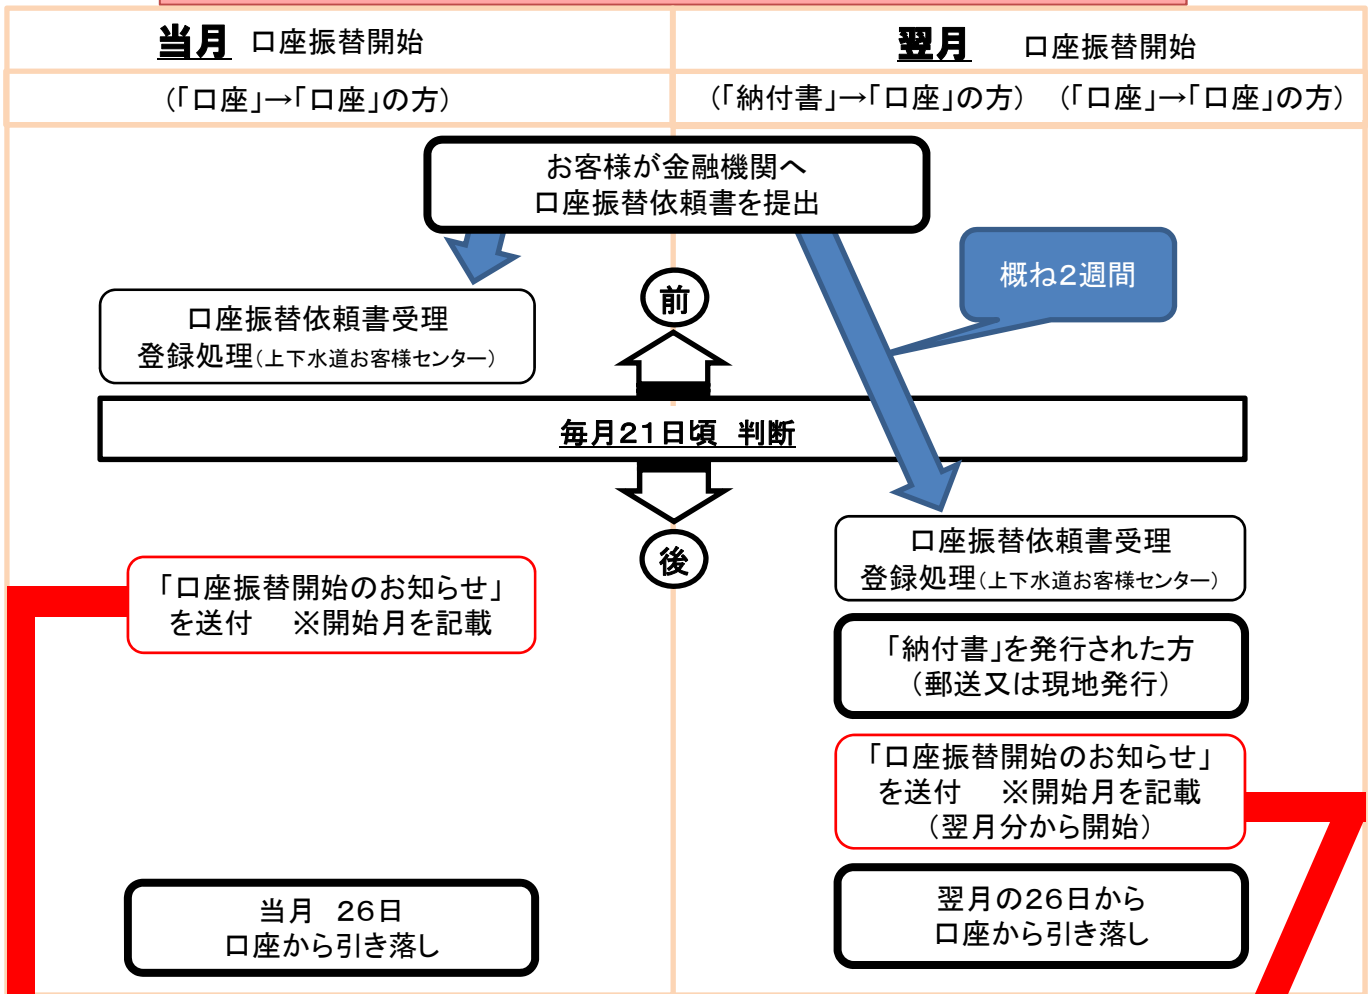 当月 口座振替開始
翌月 口座振替開始
(「口座」→「口座」の方)
(「納付書」→「口座」の方) (「口座」→「口座」の方)
お客様が金融機関へ
口座振替依頼書を提出
概ね2週間
前
口座振替依頼書受理
登録処理(上下水道お客様センター)
毎月21日頃 判断
後
口座振替依頼書受理
登録処理(上下水道お客様センター)
「口座振替開始のお知らせ」
を送付 ※開始月を記載
「納付書」を発行された方
(郵送又は現地発行)
「口座振替開始のお知らせ」
を送付 ※開始月を記載
(翌月分から開始)
当月 26日
口座から引き落し
翌月の26日から
口座から引き落し